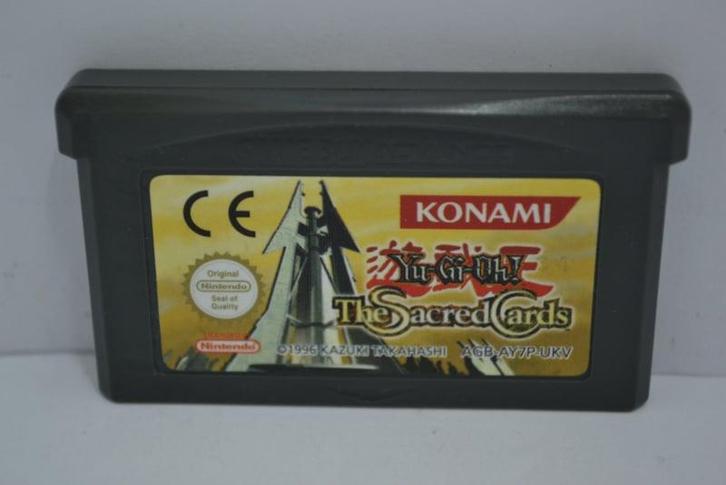 CE
KONAMI
遊戯王
Yu-Gi-Oh!
The Sacred Cards
Original
Nintendo
Seal of
Quality
Nintendo
©1996 KAZUKI TAKAHASHI AGB-AY7P-UKV